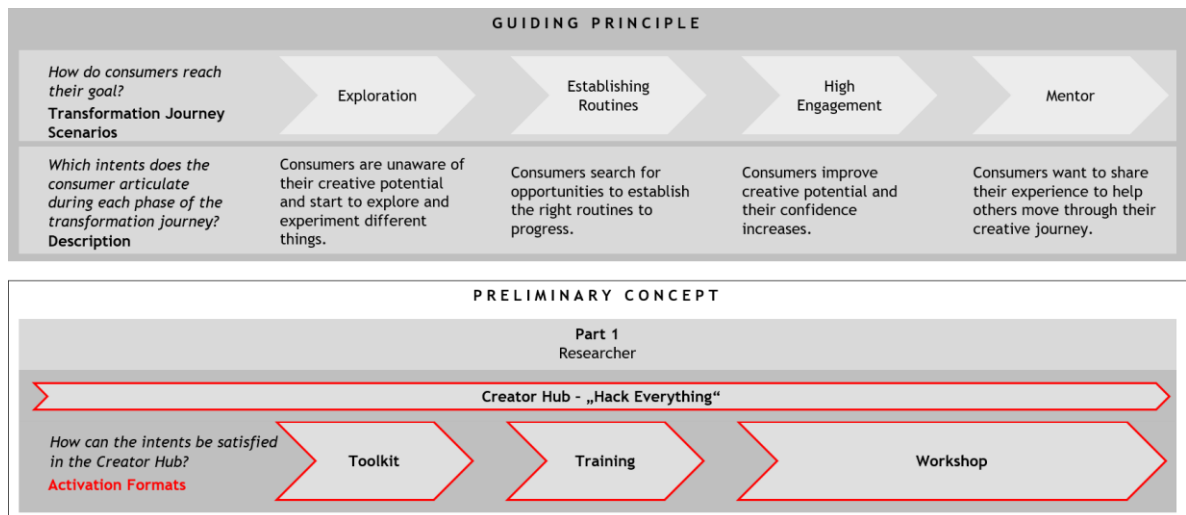 GUIDING PRINCIPLE
How do consumers reach
their goal?
Transformation Journey
Scenarios
Exploration
Establishing
Routines
High
Engagement
Mentor
Which intents does the
consumer articulate
during each phase of the
transformation journey?
Description
Consumers are unaware of
their creative potential
and start to explore and
experiment different
things.
Consumers search for
opportunities to establish
the right routines to
progress.
Consumers improve
creative potential and
their confidence
increases.
Consumers want to share
their experience to help
others move through their
creative journey.
PRELIMINARY CONCEPT
Part 1
Researcher
Creator Hub - „Hack Everything“
How can the intents be satisfied
in the Creator Hub?
Activation Formats
Toolkit
Training
Workshop